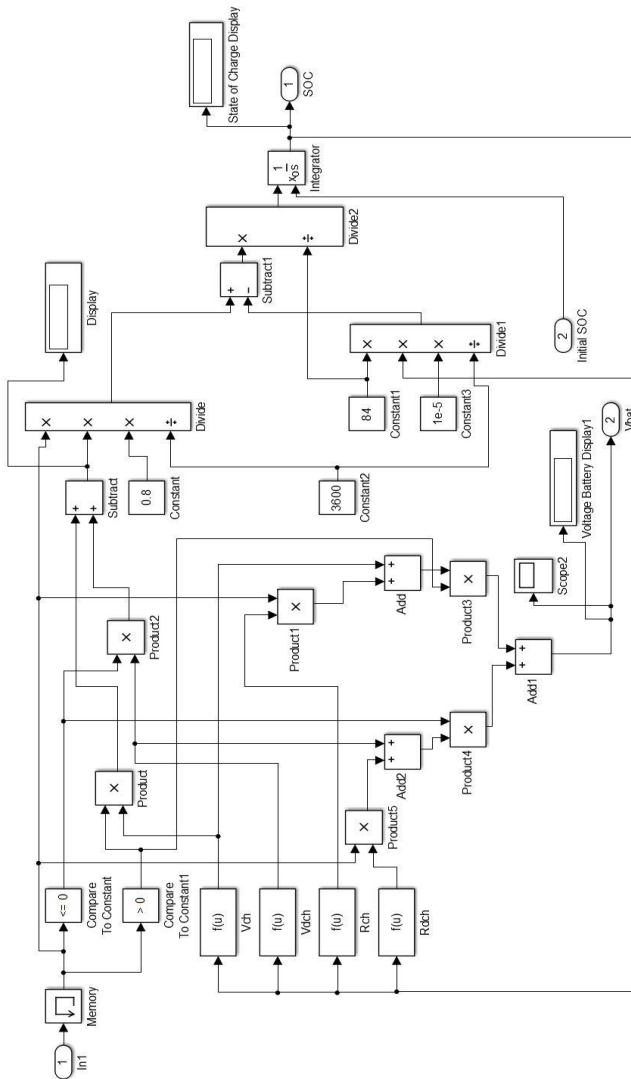 1
In1
Memory
<= 0
Compare
To Constant
> 0
Compare
To Constant1
f(u)
Vch
f(u)
Vdch
f(u)
Rch
f(u)
Rdch
×
Product
×
Product2
×
Product5
×
Product1
+
+
Add2
+
+
Add
×
Product4
×
Product3
+
+
Add1
Scope2
Voltage Battery Display1
2
Vbat
+
+
Subtract
0.8
Constant
3600
Constant2
×
×
×
÷
Divide
Display
84
Constant1
1e-5
Constant3
×
×
×
÷
Divide1
+
−
Subtract1
×
÷
Divide2
2
Initial SOC
1
xo s
Integrator
State of Charge Display
1
SOC